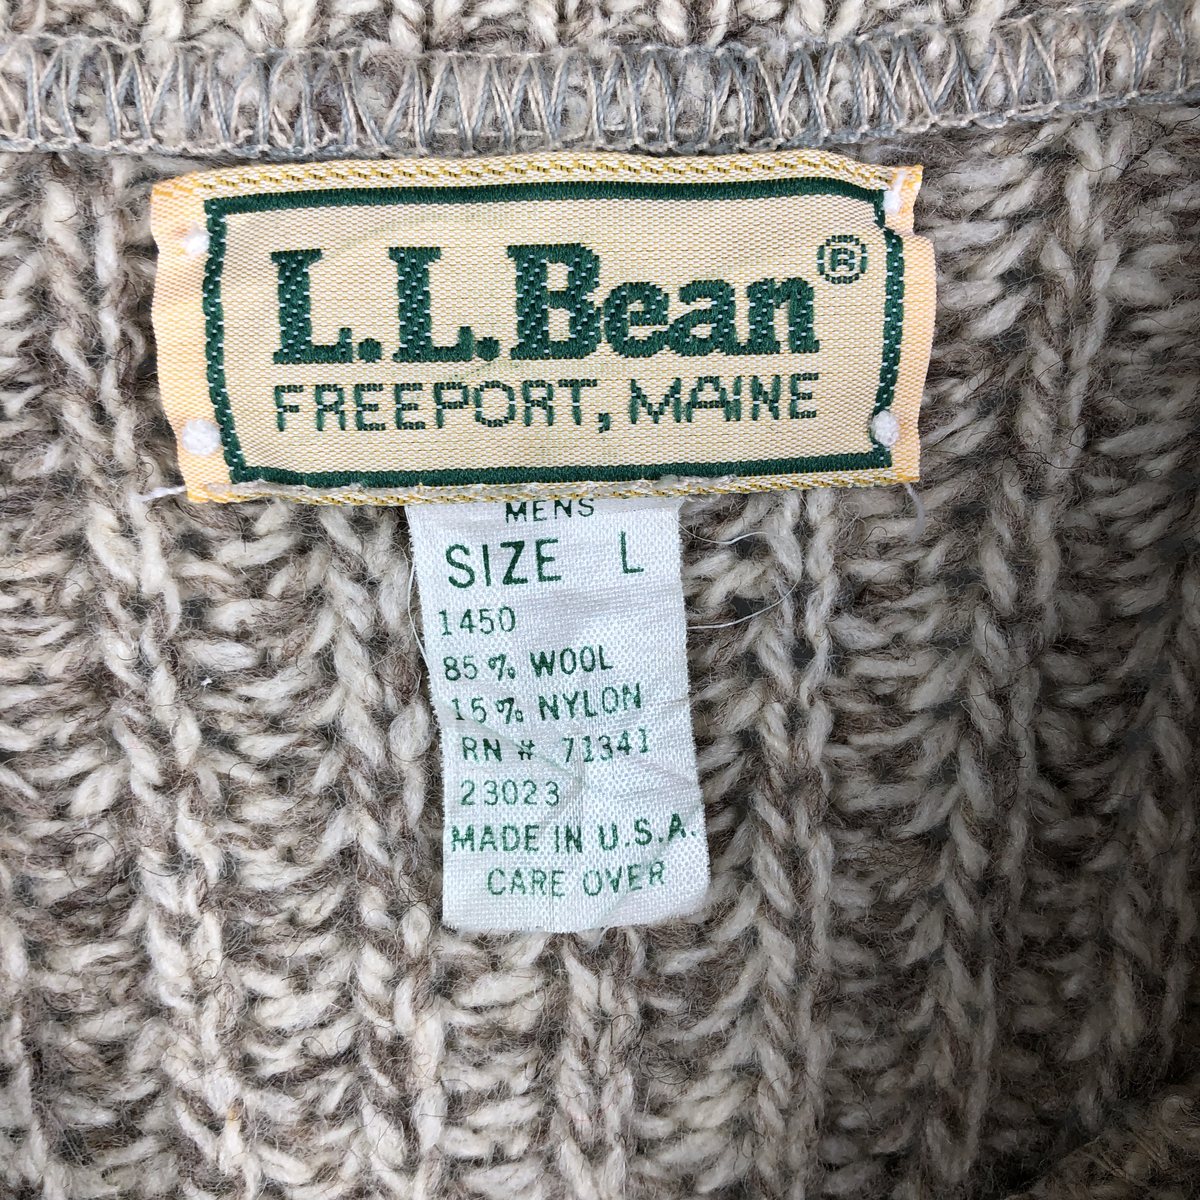 L.L.Bean®
FREEPORT, MAINE
MENS
SIZE L
1450
85% WOOL
15% NYLON
RN # 71341
23023
MADE IN U.S.A.
CARE OVER